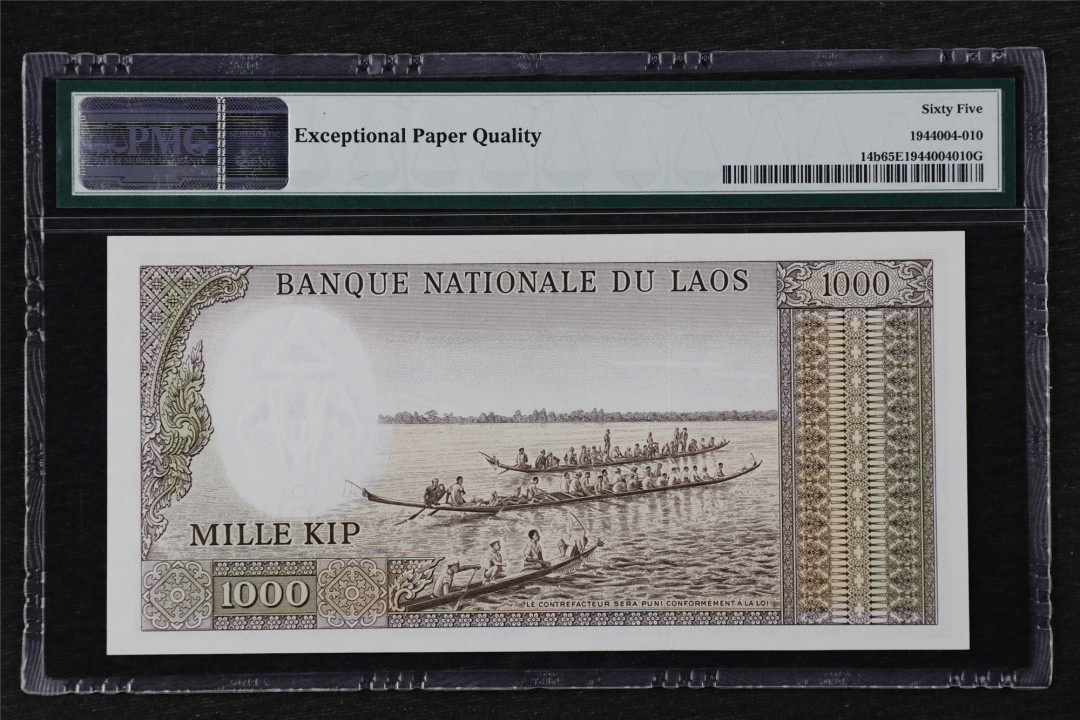 PMG
Exceptional Paper Quality
Sixty Five
1944004-010
14b65E1944004010G
BANQUE NATIONALE DU LAOS
1000
MILLE KIP
1000
LE CONTREFACTEUR SERA PUNI CONFORMEMENT A LA LOI